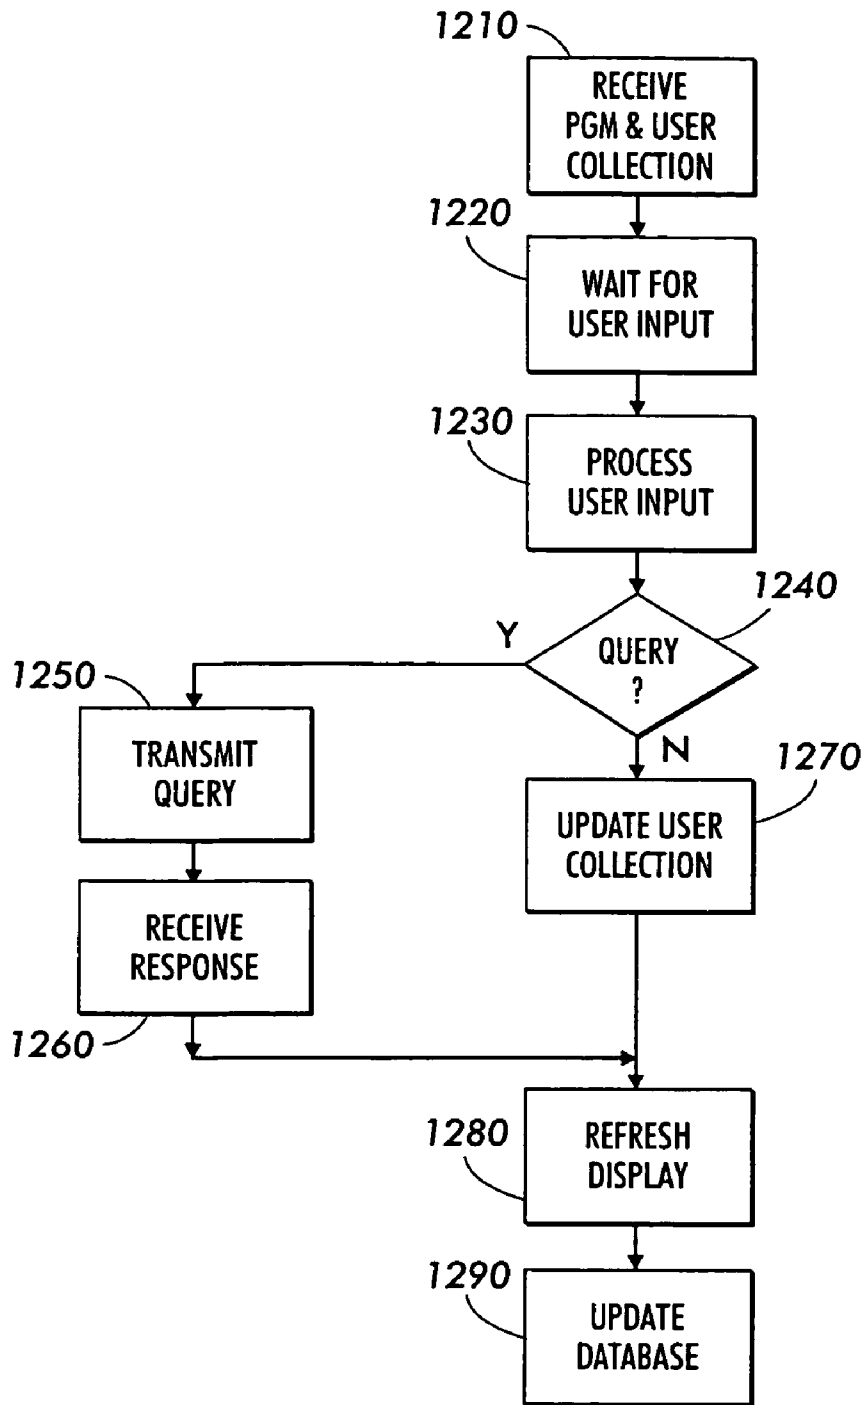 1210
RECEIVE
PGM & USER
COLLECTION
1220
WAIT FOR
USER INPUT
1230
PROCESS
USER INPUT
1240
QUERY
?
Y
N
1250
TRANSMIT
QUERY
1270
UPDATE USER
COLLECTION
RECEIVE
RESPONSE
1260
1280
REFRESH
DISPLAY
1290
UPDATE
DATABASE